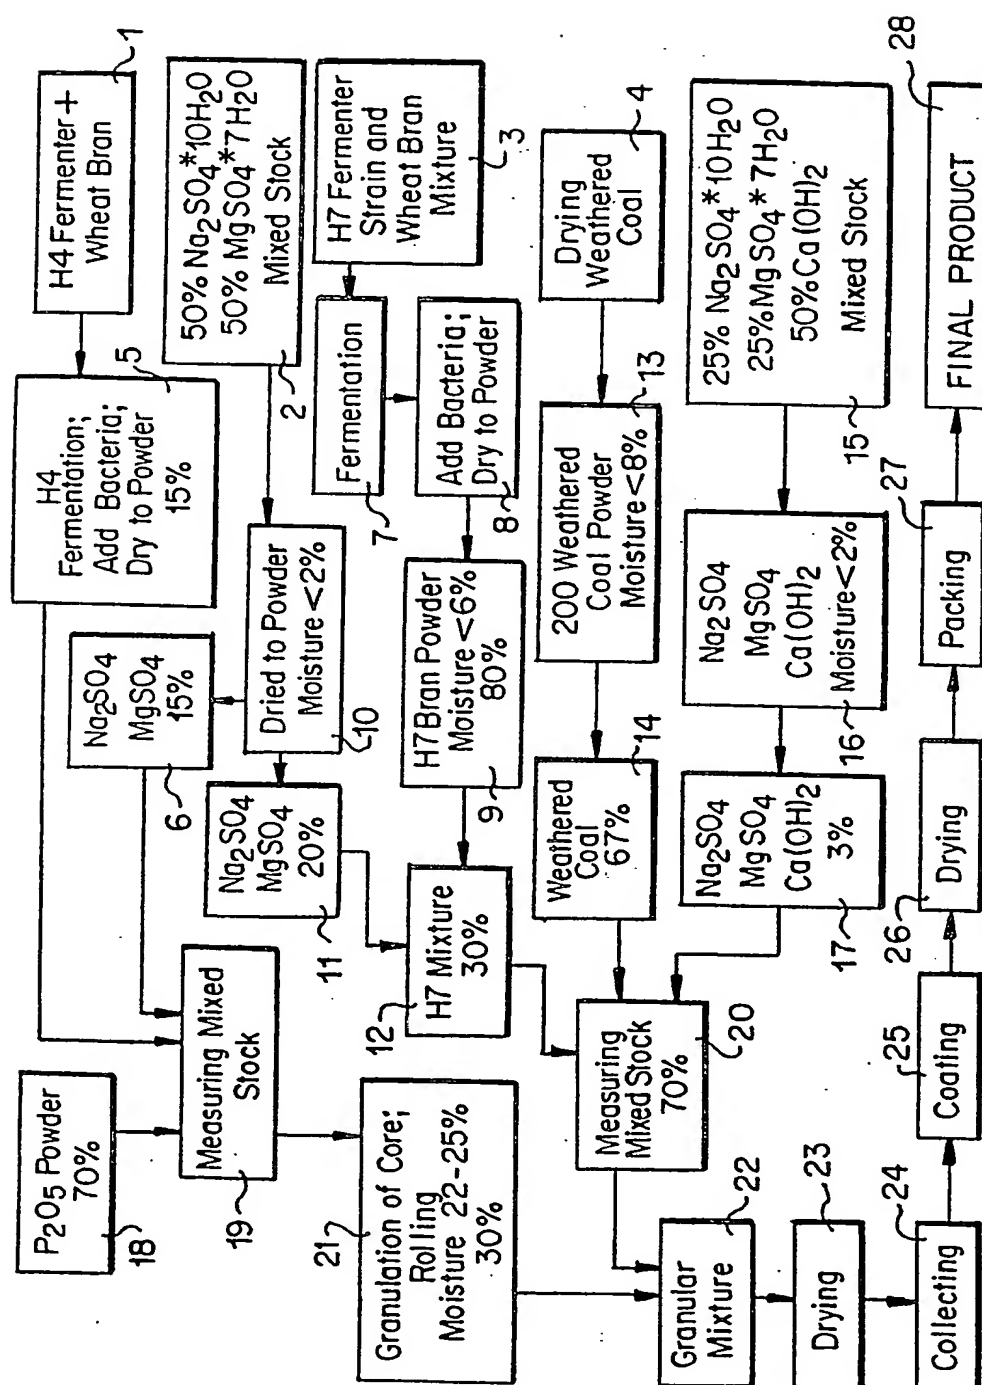 H4 Fermenter +
Wheat Bran
1
50% Na2SO4*10H2O
50% MgSO4*7H2O
Mixed Stock
2
H7 Fermenter
Strain and
Wheat Bran
Mixture
3
Drying
Weathered
Coal
4
25% Na2SO4*10H2O
25%MgSO4*7H2O
50%Ca(OH)2
Mixed Stock
15
FINAL PRODUCT
28
H4
Fermentation;
Add Bacteria;
Dry to Powder
15%
5
Fermentation
7
Add Bacteria;
Dry to Powder
8
200 Weathered
Coal Powder
Moisture<8%
13
Na2SO4
MgSO4
Ca(OH)2
Moisture<2%
16
Packing
27
Na2SO4
MgSO4
15%
6
Dried to Powder
Moisture <2%
10
H7Bran Powder
Moisture<6%
80%
9
Weathered
Coal
67%
14
Na2SO4
MgSO4
Ca(OH)2
3%
17
Drying
26
Na2SO4
MgSO4
20%
11
H7 Mixture
30%
12
P2O5 Powder
70%
18
Measuring Mixed
Stock
19
Measuring
Mixed Stock
70%
20
Coating
25
Granulation of Core;
Rolling
Moisture 22-25%
30%
21
Granular
Mixture
22
Drying
23
Collecting
24